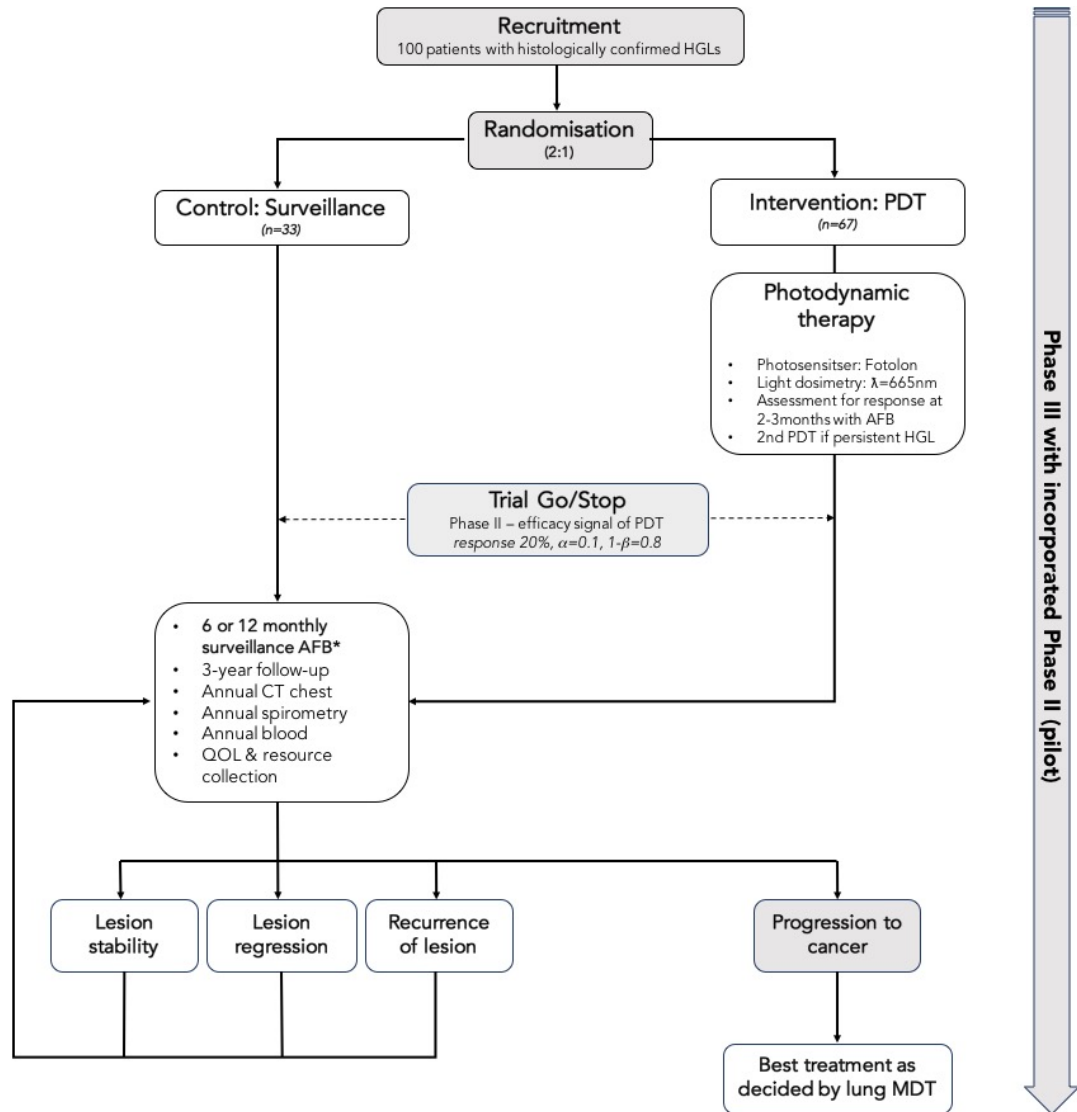 Recruitment
100 patients with histologically confirmed HGLs
Randomisation
(2:1)
Control: Surveillance
(n=33)
Intervention: PDT
(n=67)
Photodynamic
therapy
• Photosensitser: Fotolon
• Light dosimetry: λ=665nm
• Assessment for response at
2-3months with AFB
• 2nd PDT if persistent HGL
Trial Go/Stop
Phase II – efficacy signal of PDT
response 20%, α=0.1, 1-β=0.8
• 6 or 12 monthly
surveillance AFB*
• 3-year follow-up
• Annual CT chest
• Annual spirometry
• Annual blood
• QOL & resource
collection
Lesion
stability
Lesion
regression
Recurrence
of lesion
Progression to
cancer
Best treatment as
decided by lung MDT
Phase III with incorporated Phase II (pilot)